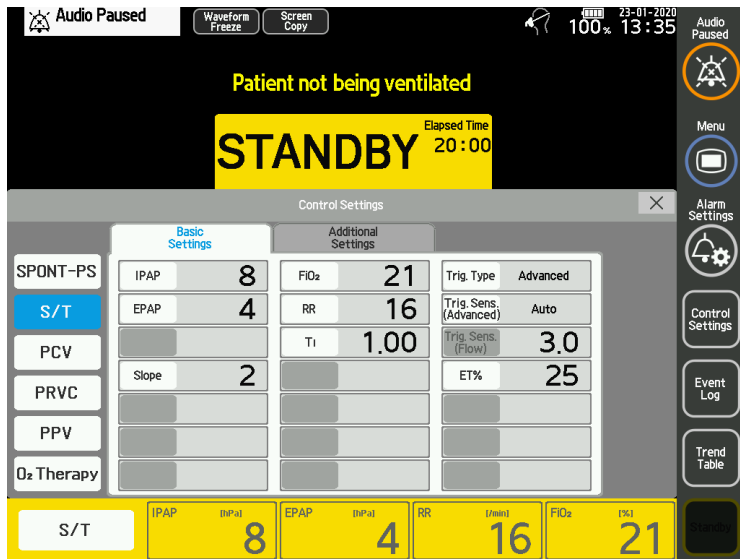 Audio Paused
Waveform Freeze
Screen Copy
100%
23-01-2020
13:35
Audio Paused
Patient not being ventilated
STANDBY
Elapsed Time
20:00
Menu
Control Settings
Alarm Settings
Basic Settings
Additional Settings
SPONT-PS
S/T
PCV
PRVC
PPV
O₂ Therapy
IPAP 8
EPAP 4
Slope 2
FiO₂ 21
RR 16
TI 1.00
Trig. Type Advanced
Trig. Sens. (Advanced) Auto
Trig. Sens. (Flow) 3.0
ET% 25
Control Settings
Event Log
Trend Table
Standby
S/T
IPAP [hPa] 8
EPAP [hPa] 4
RR [/min] 16
FiO₂ [%] 21